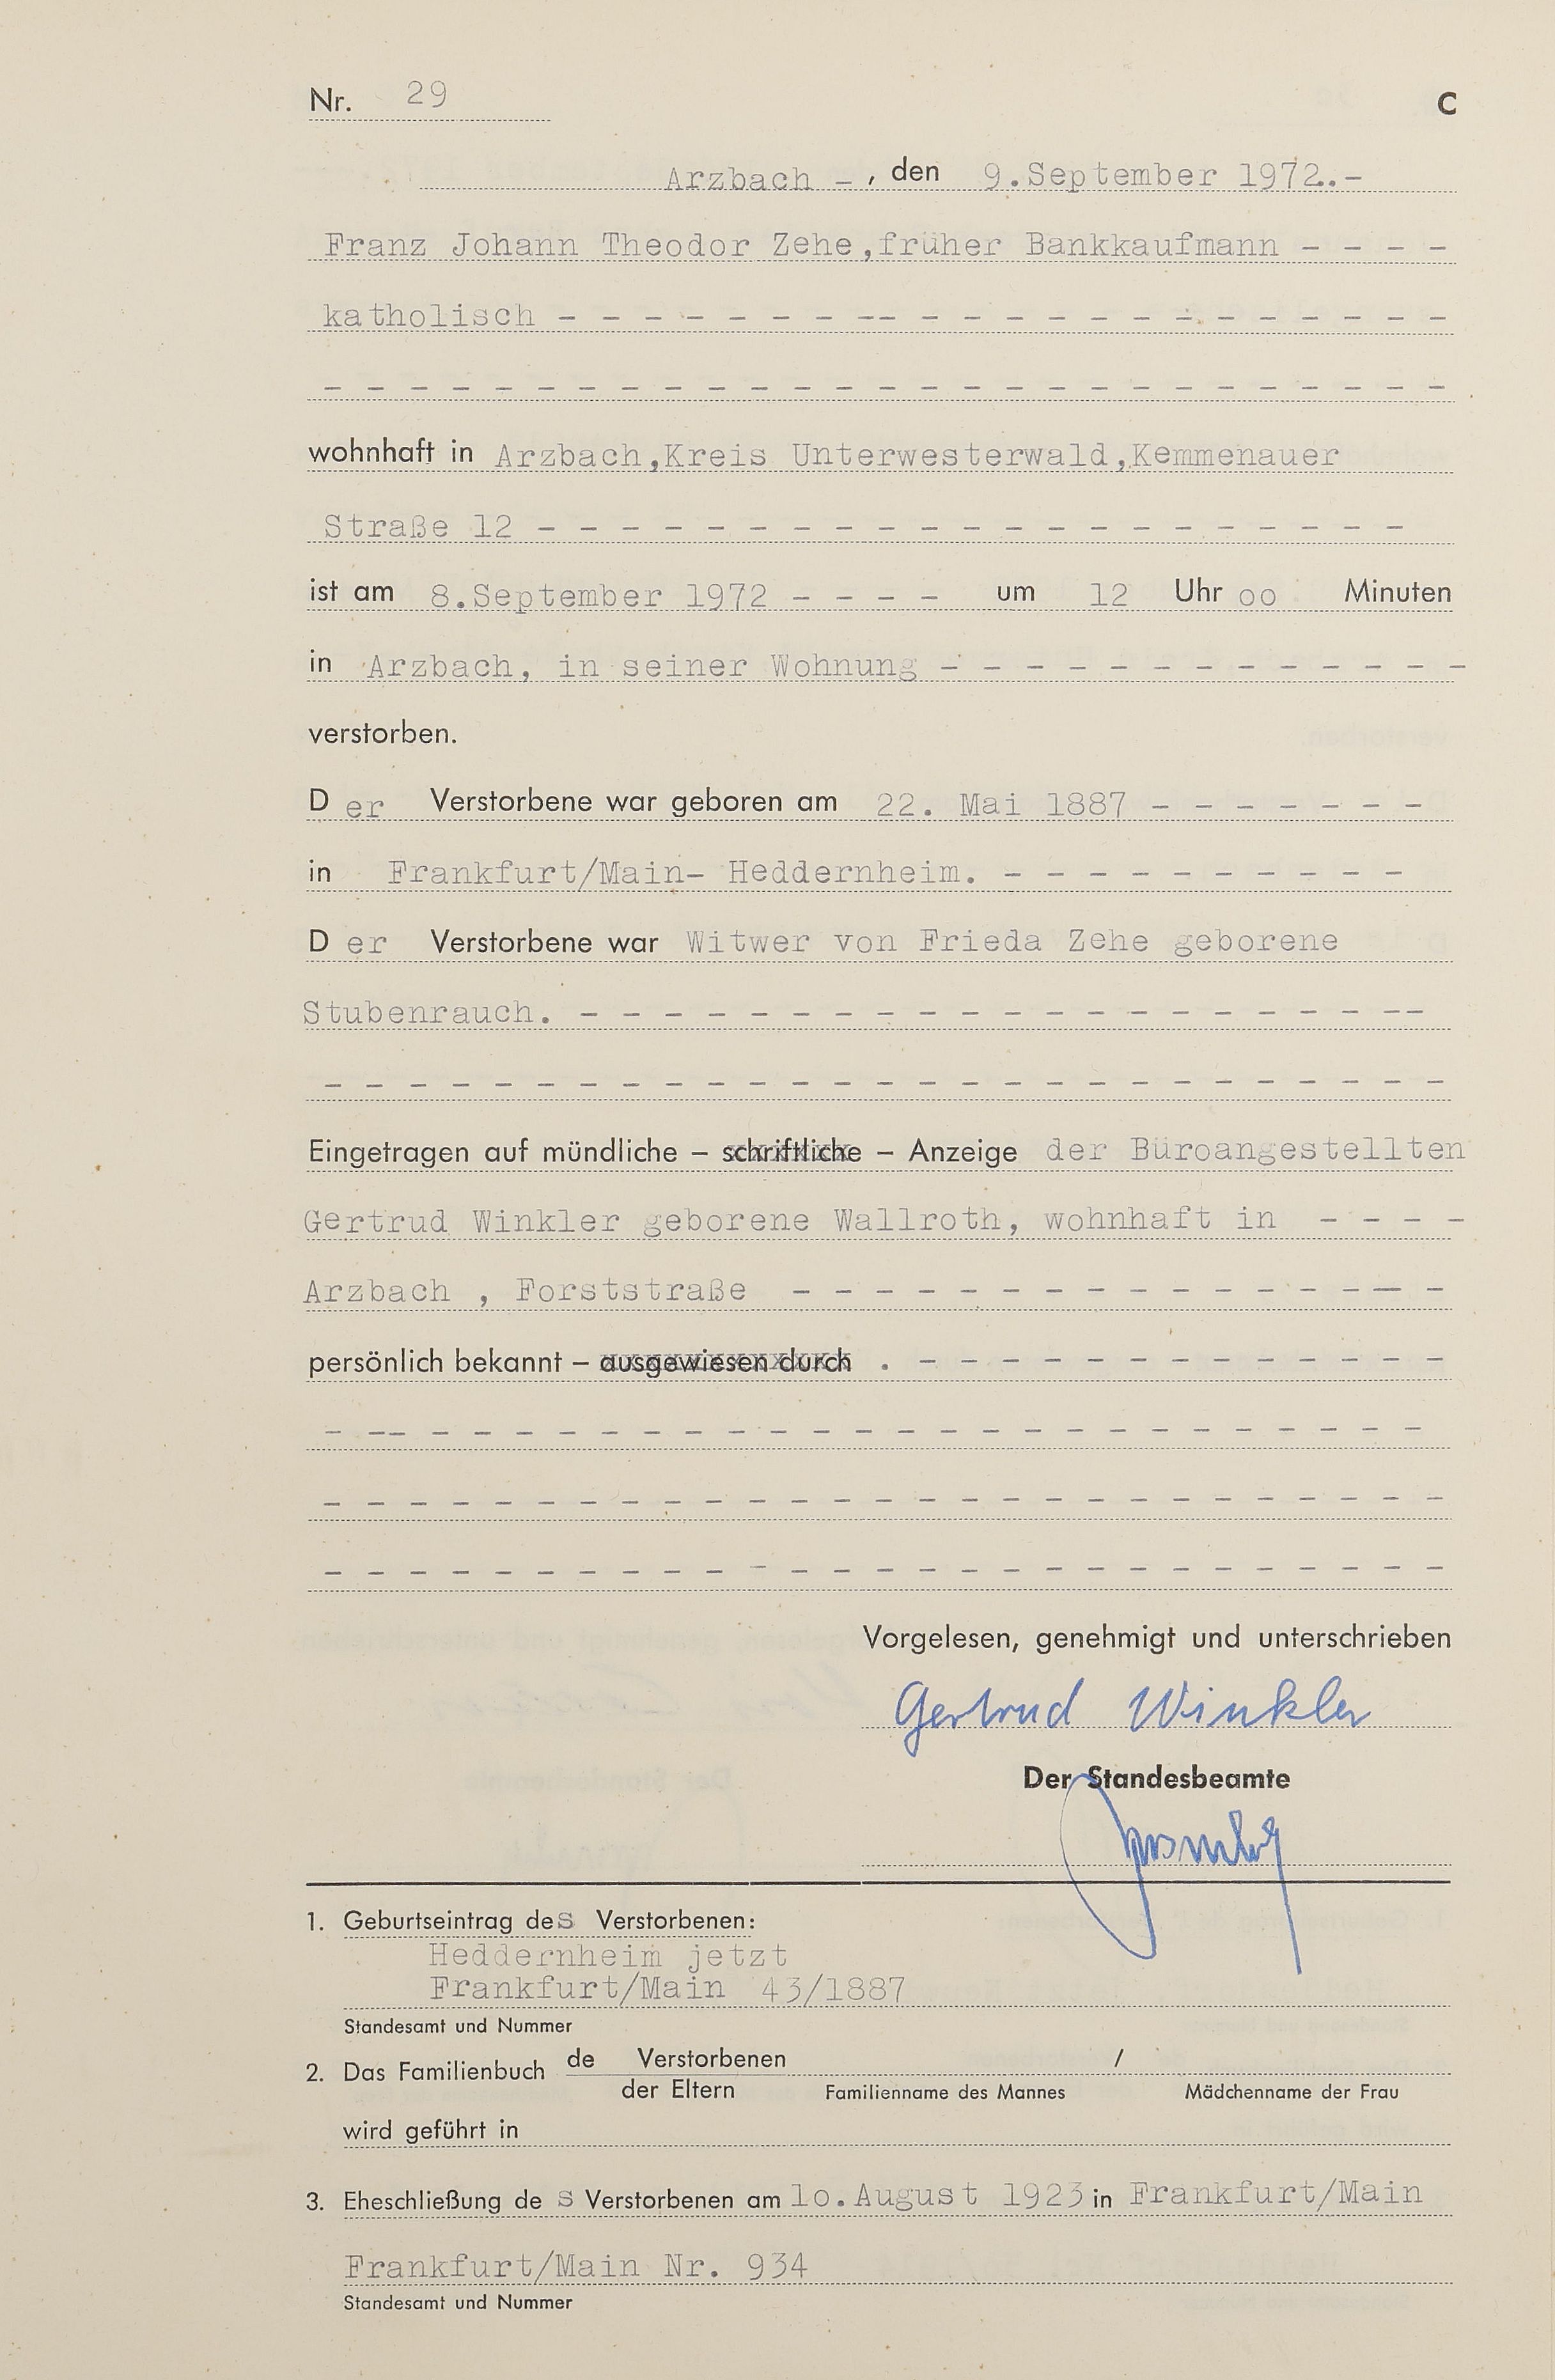 Nr. 29 C
Arzbach -, den 9.September 1972.-
Franz Johann Theodor Zehe,früher Bankkaufmann - - - -
katholisch - - - - - - - -- - - - - - - - - - - - - -
- - - - - - - - - - - - - - - - - - - - - - - - - - -
wohnhaft in Arzbach,Kreis Unterwesterwald,Kemmenauer
Straße 12 - - - - - - - - - - - - - - - - - - - - -
ist am 8.September 1972 - - - - um 12 Uhr oo Minuten
in Arzbach, in seiner Wohnung - - - - - - - - - - - - -
verstorben.
Der Verstorbene war geboren am 22. Mai 1887 - - - - - - -
in Frankfurt/Main- Heddernheim. - - - - - - - - - -
Der Verstorbene war Witwer von Frieda Zehe geborene
Stubenrauch. - - - - - - - - - - - - - - - - - - - --
- - - - - - - - - - - - - - - - - - - - - - - - - - -
Eingetragen auf mündliche – schriftliche – Anzeige der Büroangestellten
Gertrud Winkler geborene Wallroth, wohnhaft in - - - -
Arzbach , Forststraße - - - - - - - - - - - - - - -- -
persönlich bekannt – ausgewiesen durch . - - - - - - - - - - - - -
- -- - - - - - - - - - - - - - - - - - - - - - - - -
- - - - - - - - - - - - - - - - - - - - - - - - - - -
- - - - - - - - - - - - - - - - - - - - - - - - - - -
Vorgelesen, genehmigt und unterschrieben
Gertrud Winkler
Der Standesbeamte
1. Geburtseintrag des Verstorbenen:
Heddernheim jetzt
Frankfurt/Main 43/1887
Standesamt und Nummer
2. Das Familienbuch de Verstorbenen /
der Eltern Familienname des Mannes Mädchenname der Frau
wird geführt in
3. Eheschließung des Verstorbenen am 1o.August 1923 in Frankfurt/Main
Frankfurt/Main Nr. 934
Standesamt und Nummer